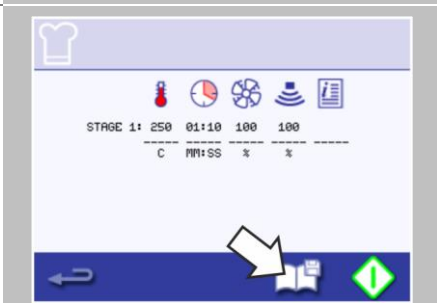 STAGE 1: 250 01:10 100 100
----- ----- ----- ----- -----
C MM:SS % %